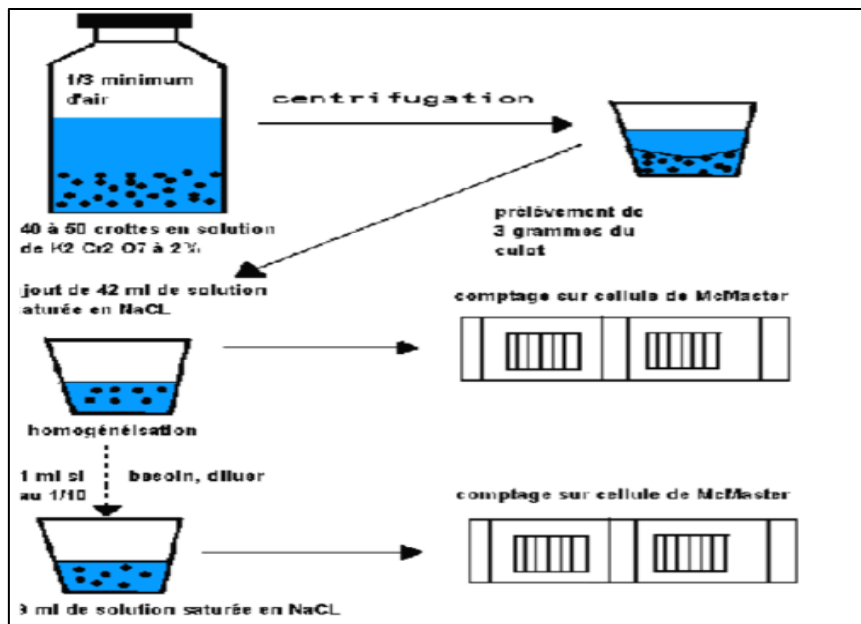 1/3 minimum
d'air
centrifugation
40 à 50 crottes en solution
de K2 Cr2 O7 à 2%
prélèvement de
3 grammes du
culot
jout de 42 ml de solution
saturée en NaCL
comptage sur cellule de McMaster
homogénéisation
1 ml si besoin, diluer
au 1/10
comptage sur cellule de McMaster
9 ml de solution saturée en NaCL